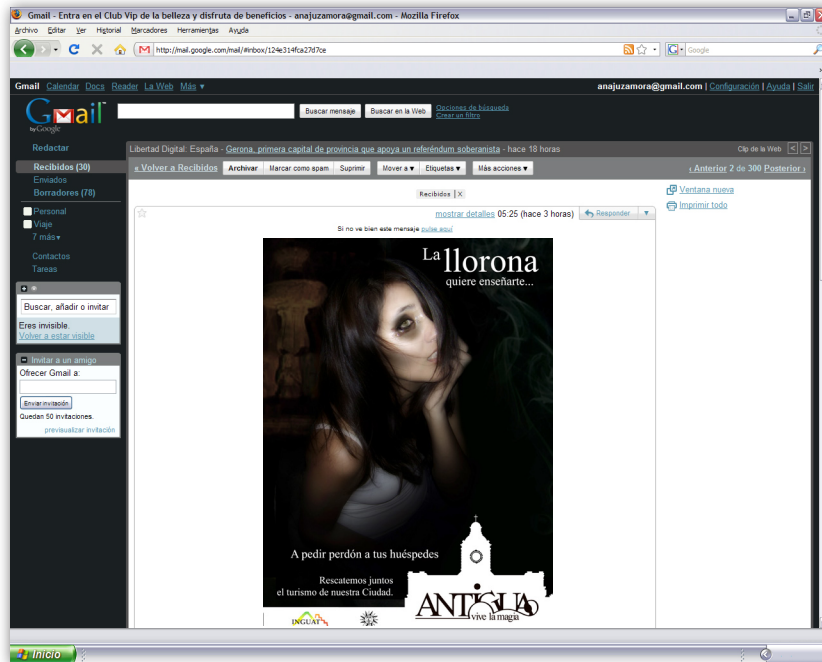 Gmail - Entra en el Club Vip de la belleza y disfruta de beneficios - anajuzamora@gmail.com - Mozilla Firefox
Archivo Editar Ver Historial Marcadores Herramientas Ayuda
http://mail.google.com/mail/#inbox/124e314fca27d7ce
Google
Gmail Calendar Docs Reader La Web Más ▼
anajuzamora@gmail.com | Configuración | Ayuda | Salir
Gmail
by Google
Buscar mensaje Buscar en la Web
Opciones de búsqueda
Crear un filtro
Redactar
Recibidos (30)
Enviados
Borradores (78)
Personal
Viaje
7 más▼
Contactos
Tareas
Buscar, añadir o invitar
Eres invisible.
Volver a estar visible
Invitar a un amigo
Ofrecer Gmail a:
Enviar invitación
Quedan 50 invitaciones.
previsualizar invitación
Libertad Digital: España - Gerona, primera capital de provincia que apoya un referéndum soberanista - hace 18 horas
Clip de la Web < >
« Volver a Recibidos Archivar Marcar como spam Suprimir Mover a ▼ Etiquetas ▼ Más acciones ▼
‹ Anterior 2 de 300 Posterior ›
Recibidos X
Ventana nueva
Imprimir todo
mostrar detalles 05:25 (hace 3 horas) Responder ▼
Si no ve bien este mensaje pulse aquí
La llorona
quiere enseñarte...
A pedir perdón a tus huéspedes
Rescatemos juntos
el turismo de nuestra Ciudad.
ANTIGUA
vive la magia
INGUAT
Inicio